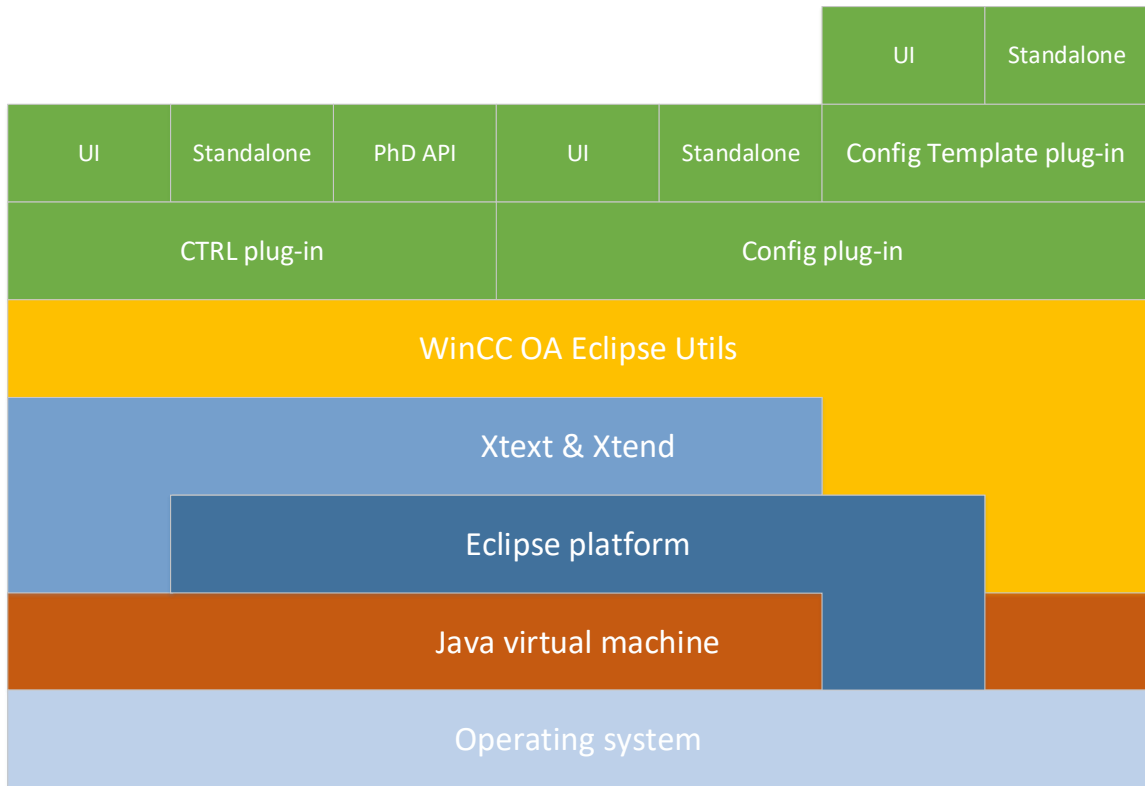 UI
Standalone
UI
Standalone
PhD API
UI
Standalone
Config Template plug-in
CTRL plug-in
Config plug-in
WinCC OA Eclipse Utils
Xtext & Xtend
Eclipse platform
Java virtual machine
Operating system